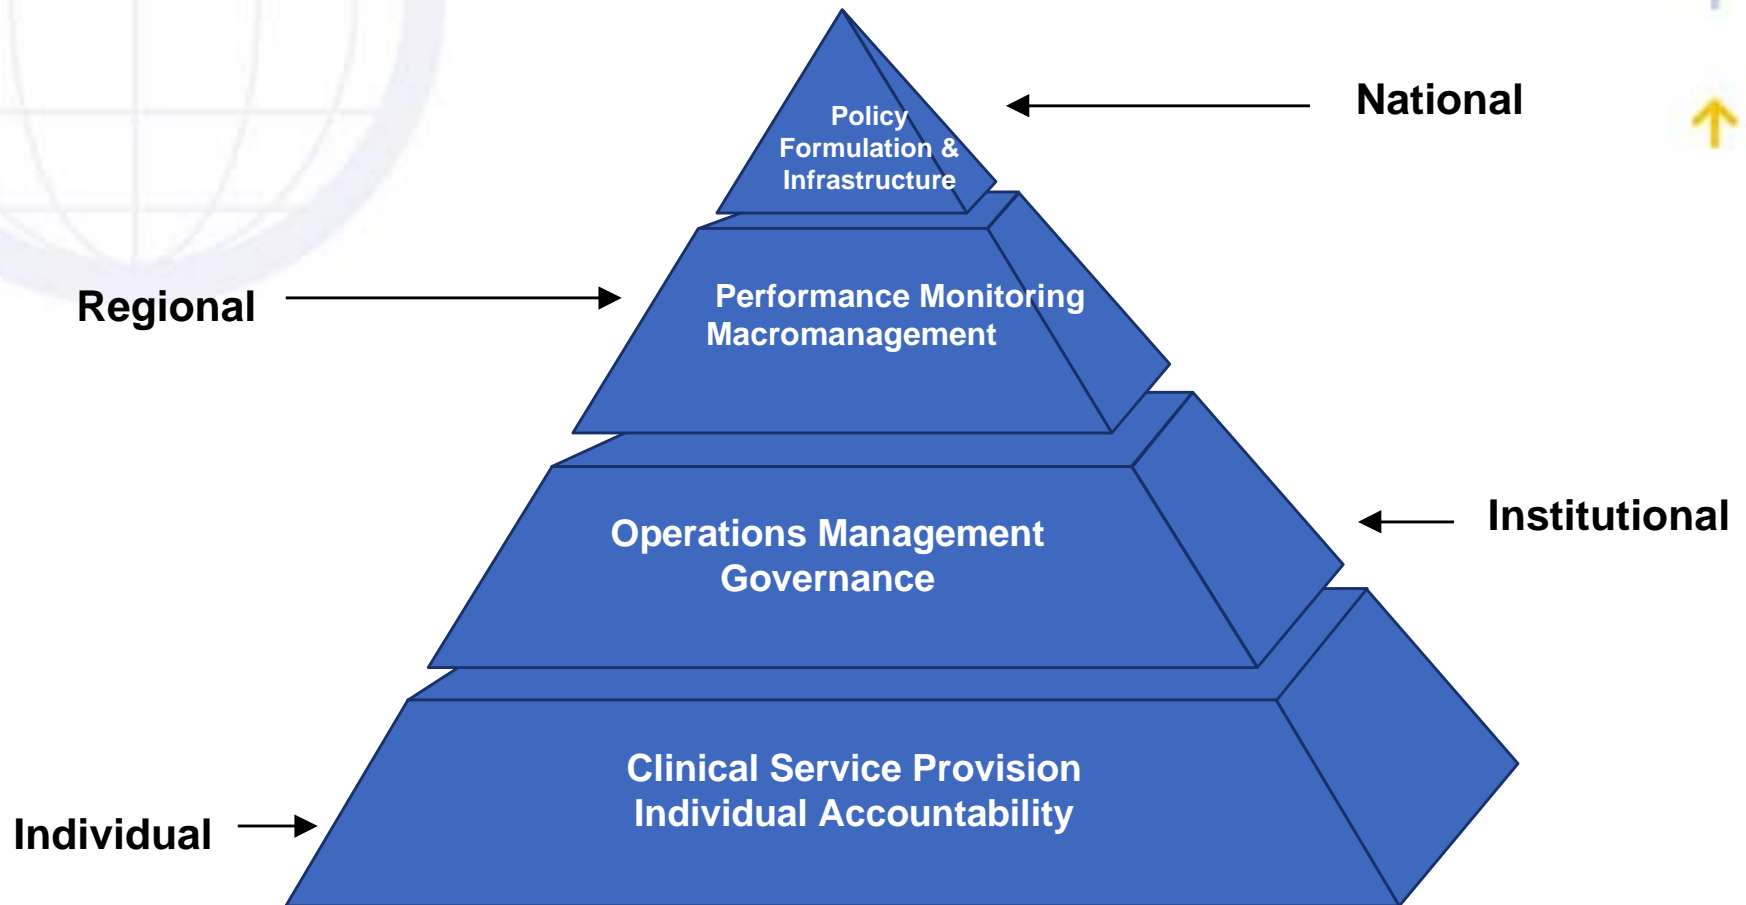 Policy
Formulation &
Infrastructure
National
Performance Monitoring
Macromanagement
Regional
Operations Management
Governance
Institutional
Clinical Service Provision
Individual Accountability
Individual